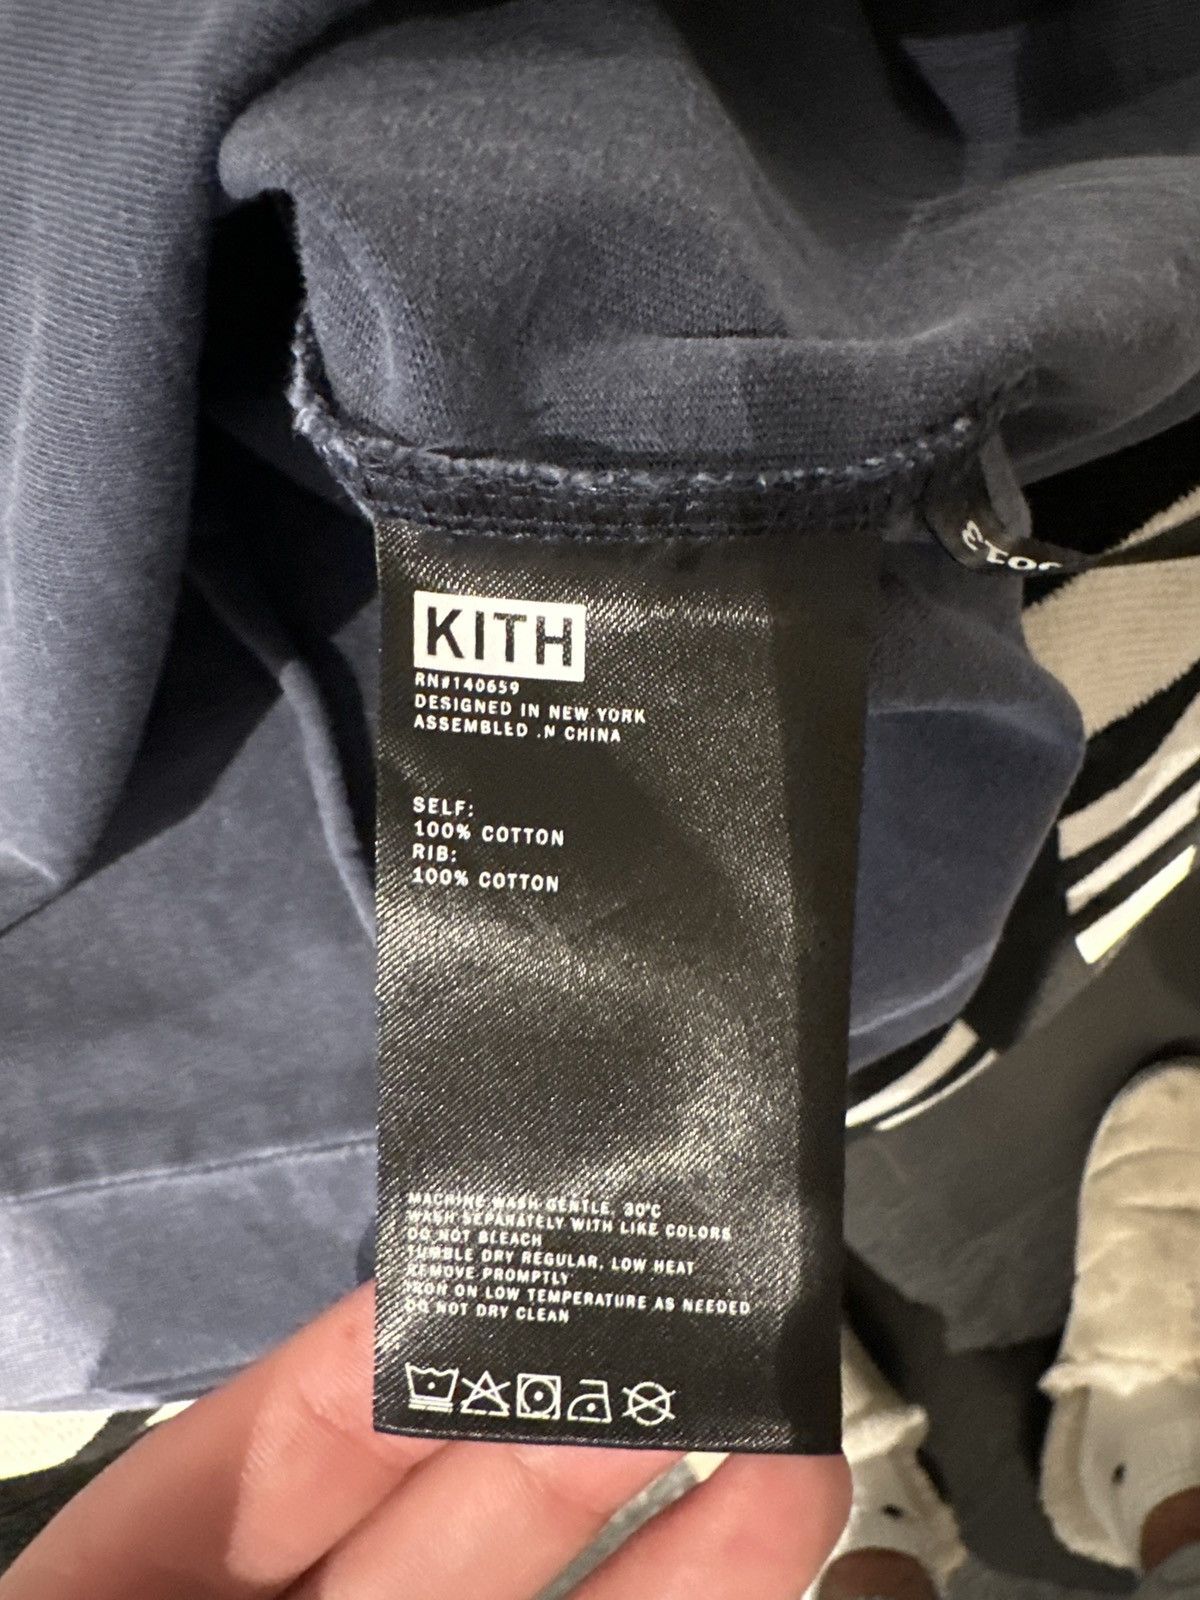 KITH
RN#140659
DESIGNED IN NEW YORK
ASSEMBLED IN CHINA
SELF:
100% COTTON
RIB:
100% COTTON
MACHINE WASH GENTLE, 30°C
WASH SEPARATELY WITH LIKE COLORS
DO NOT BLEACH
TUMBLE DRY REGULAR, LOW HEAT
REMOVE PROMPTLY
IRON ON LOW TEMPERATURE AS NEEDED
DO NOT DRY CLEAN